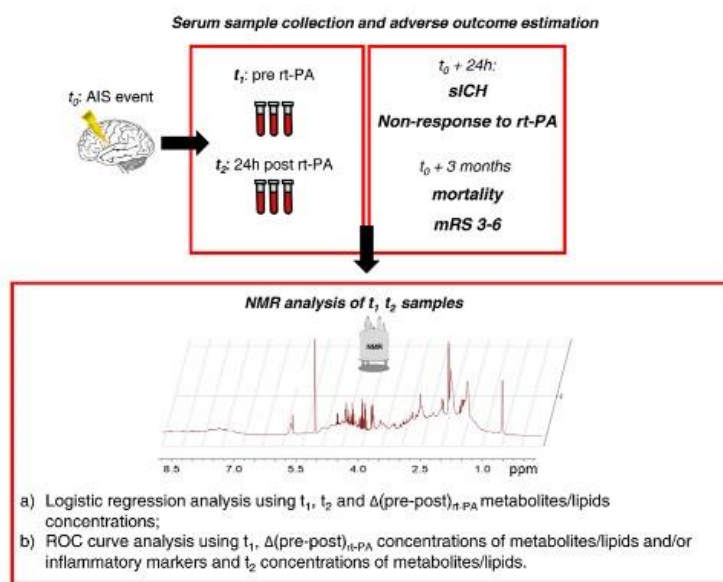 Serum sample collection and adverse outcome estimation
t₀: AIS event
t₁: pre rt-PA
t₂: 24h post rt-PA
t₀ + 24h:
sICH
Non-response to rt-PA
t₀ + 3 months
mortality
mRS 3-6
NMR analysis of t₁ t₂ samples
NMR
8.5 7.0 5.5 4.0 2.5 1.0 ppm
a) Logistic regression analysis using t₁, t₂ and Δ(pre-post)rt-PA metabolites/lipids
concentrations;
b) ROC curve analysis using t₁, Δ(pre-post)rt-PA concentrations of metabolites/lipids and/or
inflammatory markers and t₂ concentrations of metabolites/lipids.